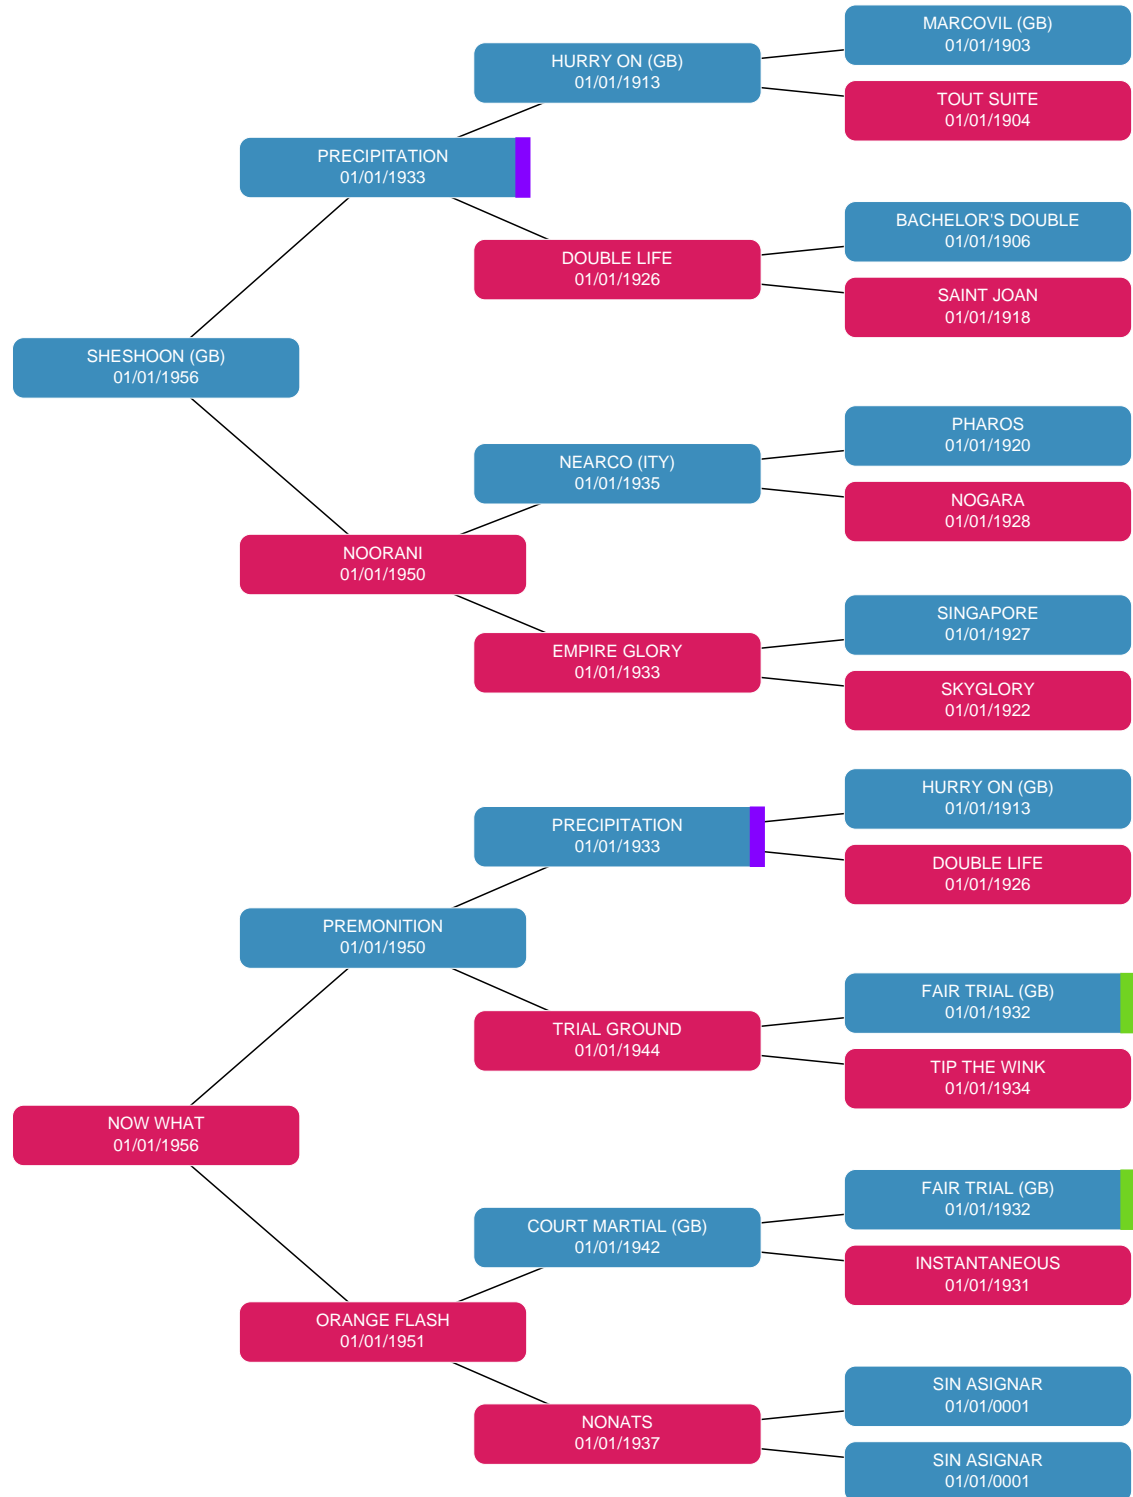 MARCOVIL (GB)
01/01/1903
HURRY ON (GB)
01/01/1913
TOUT SUITE
01/01/1904
PRECIPITATION
01/01/1933
BACHELOR'S DOUBLE
01/01/1906
DOUBLE LIFE
01/01/1926
SAINT JOAN
01/01/1918
SHESHOON (GB)
01/01/1956
PHAROS
01/01/1920
NEARCO (ITY)
01/01/1935
NOGARA
01/01/1928
NOORANI
01/01/1950
SINGAPORE
01/01/1927
EMPIRE GLORY
01/01/1933
SKYGLORY
01/01/1922
HURRY ON (GB)
01/01/1913
PRECIPITATION
01/01/1933
DOUBLE LIFE
01/01/1926
PREMONITION
01/01/1950
FAIR TRIAL (GB)
01/01/1932
TRIAL GROUND
01/01/1944
TIP THE WINK
01/01/1934
NOW WHAT
01/01/1956
FAIR TRIAL (GB)
01/01/1932
COURT MARTIAL (GB)
01/01/1942
INSTANTANEOUS
01/01/1931
ORANGE FLASH
01/01/1951
SIN ASIGNAR
01/01/0001
NONATS
01/01/1937
SIN ASIGNAR
01/01/0001